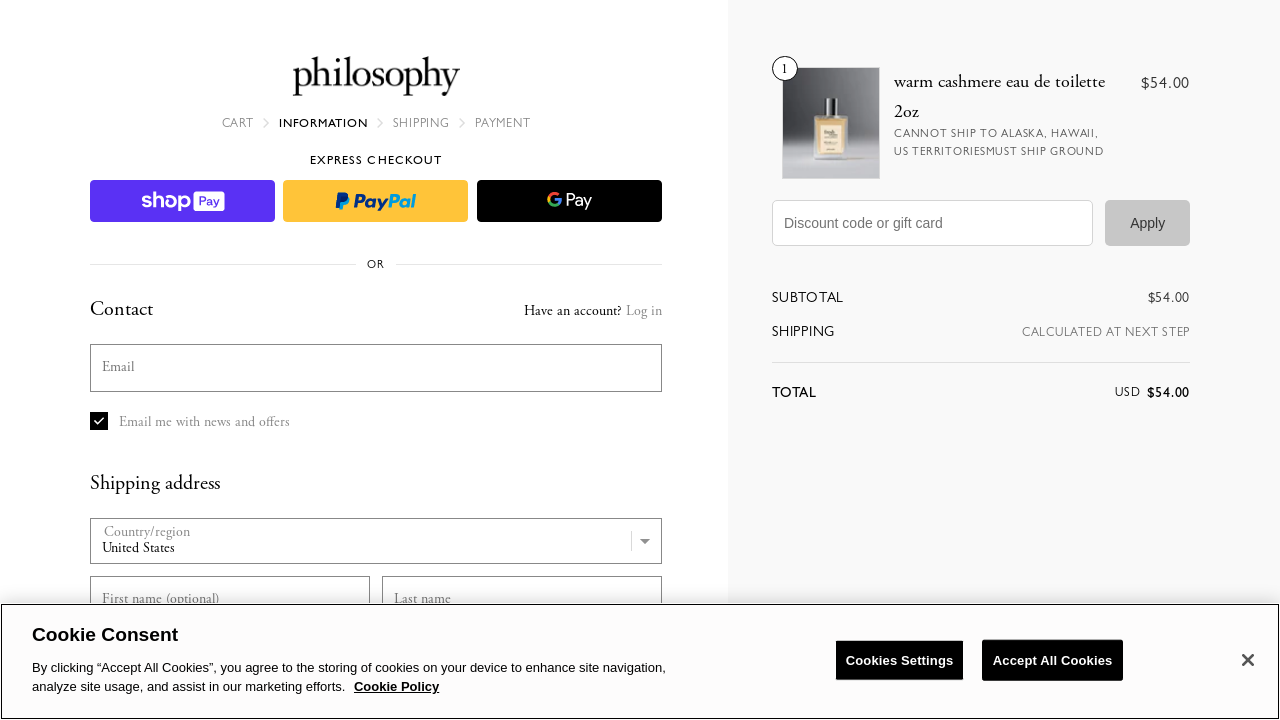 philosophy
CART
INFORMATION
SHIPPING
PAYMENT
EXPRESS CHECKOUT
shop Pay
PayPal
G Pay
OR
Contact
Have an account? Log in
Email
Email me with news and offers
Shipping address
Country/region
United States
First name (optional)
Last name
1
warm cashmere eau de toilette
2oz
$54.00
CANNOT SHIP TO ALASKA, HAWAII,
US TERRITORIESMUST SHIP GROUND
Discount code or gift card
Apply
SUBTOTAL
$54.00
SHIPPING
CALCULATED AT NEXT STEP
TOTAL
USD $54.00
Cookie Consent
By clicking “Accept All Cookies”, you agree to the storing of cookies on your device to enhance site navigation,
analyze site usage, and assist in our marketing efforts. Cookie Policy
Cookies Settings
Accept All Cookies